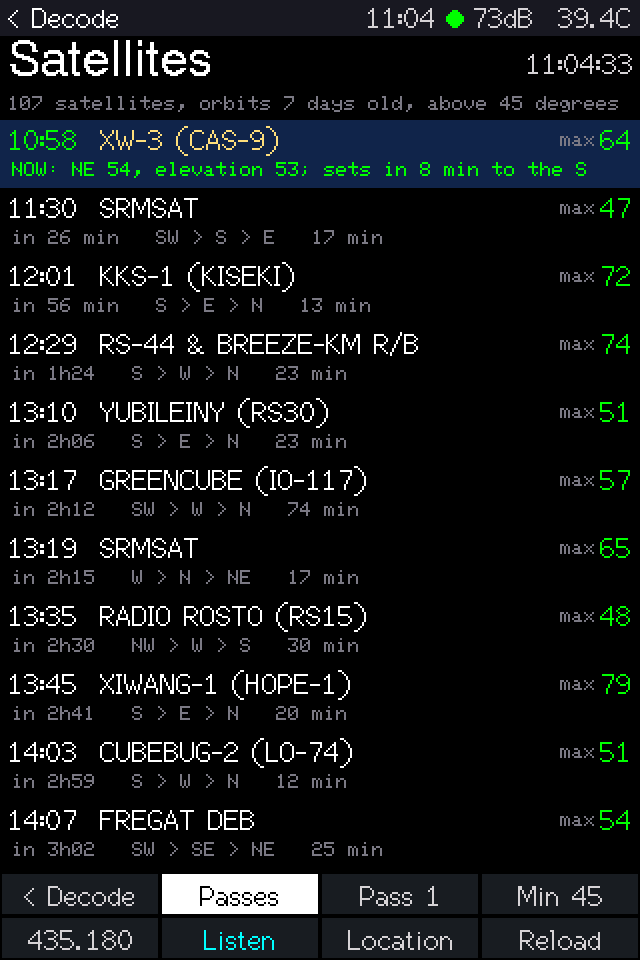 < Decode 11:04 73dB 39.4C
Satellites 11:04:33
107 satellites, orbits 7 days old, above 45 degrees
10:58 XW-3 (CAS-9) max 64
NOW: NE 54, elevation 53; sets in 8 min to the S
11:30 SRMSAT max 47
in 26 min SW > S > E 17 min
12:01 KKS-1 (KISEKI) max 72
in 56 min S > E > N 13 min
12:29 RS-44 & BREEZE-KM R/B max 74
in 1h24 S > W > N 23 min
13:10 YUBILEINY (RS30) max 51
in 2h06 S > E > N 23 min
13:17 GREENCUBE (IO-117) max 57
in 2h12 SW > W > N 74 min
13:19 SRMSAT max 65
in 2h15 W > N > NE 17 min
13:35 RADIO ROSTO (RS15) max 48
in 2h30 NW > W > S 30 min
13:45 XIWANG-1 (HOPE-1) max 79
in 2h41 S > E > N 20 min
14:03 CUBEBUG-2 (LO-74) max 51
in 2h59 S > W > N 12 min
14:07 FREGAT DEB max 54
in 3h02 SW > SE > NE 25 min
< Decode Passes Pass 1 Min 45
435.180 Listen Location Reload